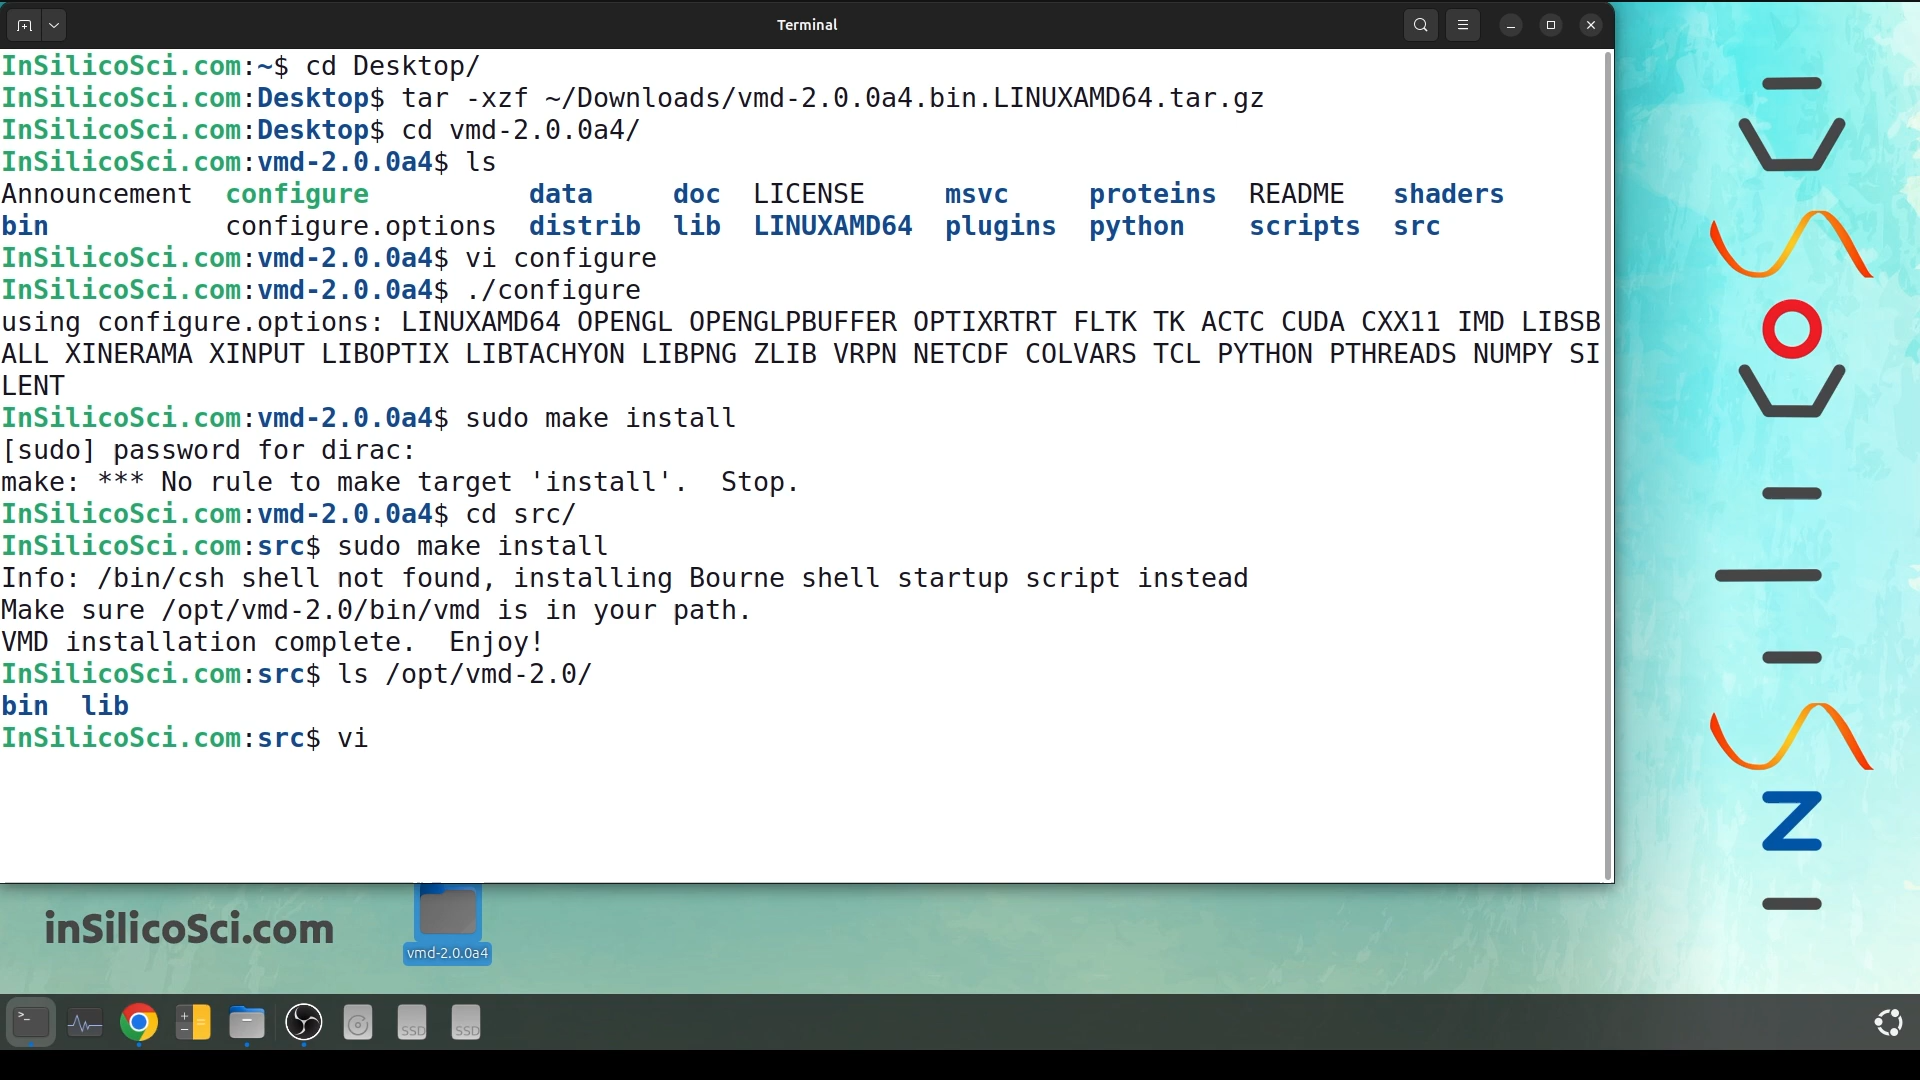 Terminal
InSilicoSci.com:~$ cd Desktop/
InSilicoSci.com:Desktop$ tar -xzf ~/Downloads/vmd-2.0.0a4.bin.LINUXAMD64.tar.gz
InSilicoSci.com:Desktop$ cd vmd-2.0.0a4/
InSilicoSci.com:vmd-2.0.0a4$ ls
Announcement  configure          data     doc  LICENSE     msvc     proteins  README   shaders
bin           configure.options  distrib  lib  LINUXAMD64  plugins  python    scripts  src
InSilicoSci.com:vmd-2.0.0a4$ vi configure
InSilicoSci.com:vmd-2.0.0a4$ ./configure
using configure.options: LINUXAMD64 OPENGL OPENGLPBUFFER OPTIXRTRT FLTK TK ACTC CUDA CXX11 IMD LIBSB
ALL XINERAMA XINPUT LIBOPTIX LIBTACHYON LIBPNG ZLIB VRPN NETCDF COLVARS TCL PYTHON PTHREADS NUMPY SI
LENT
InSilicoSci.com:vmd-2.0.0a4$ sudo make install
[sudo] password for dirac:
make: *** No rule to make target 'install'.  Stop.
InSilicoSci.com:vmd-2.0.0a4$ cd src/
InSilicoSci.com:src$ sudo make install
Info: /bin/csh shell not found, installing Bourne shell startup script instead
Make sure /opt/vmd-2.0/bin/vmd is in your path.
VMD installation complete.  Enjoy!
InSilicoSci.com:src$ ls /opt/vmd-2.0/
bin  lib
InSilicoSci.com:src$ vi
inSilicoSci.com
vmd-2.0.0a4
SSD
SSD